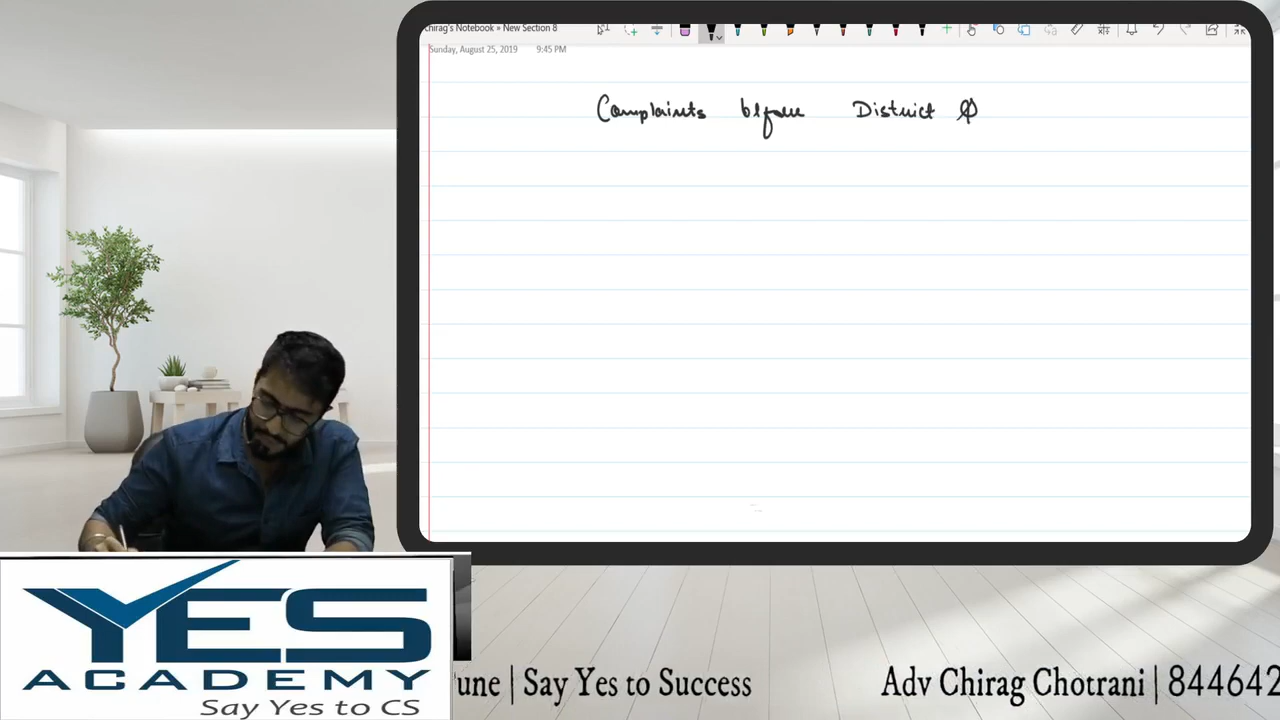 chirag's Notebook » New Section 8
Sunday, August 25, 2019 9:45 PM
Complaints before District
YES
ACADEMY
Say Yes to CS
Pune | Say Yes to Success
Adv Chirag Chotrani | 844642